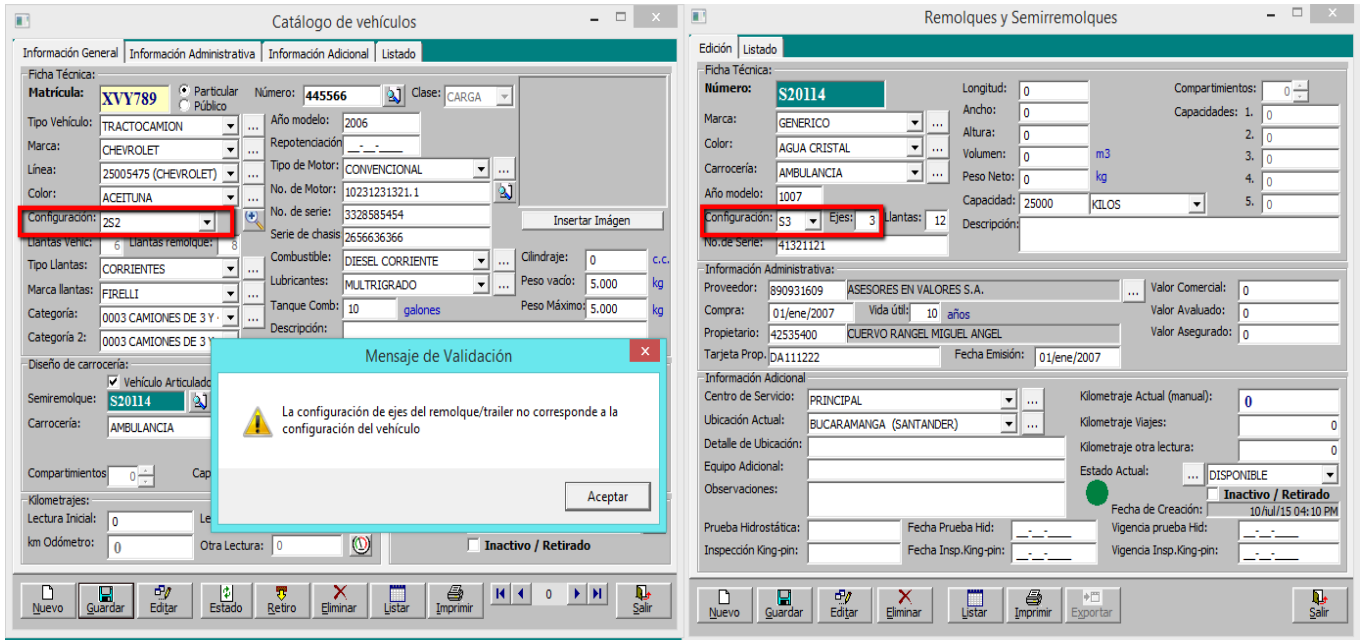 Catálogo de vehículos
Información General Información Administrativa Información Adicional Listado
Ficha Técnica:
Matrícula: XVY789 Particular Público Número: 445566 Clase: CARGA
Tipo Vehículo: TRACTOCAMION ... Año modelo: 2006
Marca: CHEVROLET ... Repotenciación
Línea: 25005475 (CHEVROLET) ... Tipo de Motor: CONVENCIONAL ...
Color: ACEITUNA ... No. de Motor: 10231231321.1
Configuración: 2S2 No. de serie: 3328585454 Insertar Imágen
Llantas Vehic: 6 Llantas remolque: 8 Serie de chasis 2656636366
Tipo Llantas: CORRIENTES ... Combustible: DIESEL CORRIENTE ... Cilindraje: 0 c.c.
Marca llantas: FIRELLI ... Lubricantes: MULTRIGRADO ... Peso vacío: 5.000 kg
Categoría: 0003 CAMIONES DE 3 Y ... Tanque Comb: 10 galones Peso Máximo: 5.000 kg
Categoría 2: 0003 CAMIONES DE 3 Descripción:
Diseño de carrocería:
Vehículo Articulado
Semiremolque: S20114
Carrocería: AMBULANCIA
Compartimientos 0 Cap
Kilometrajes:
Lectura Inicial: 0 Le
km Odómetro: 0 Otra Lectura: 0 Inactivo / Retirado
Nuevo Guardar Editar Estado Retiro Eliminar Listar Imprimir 0 Salir
Mensaje de Validación
La configuración de ejes del remolque/trailer no corresponde a la
configuración del vehículo
Aceptar
Remolques y Semirremolques
Edición Listado
Ficha Técnica:
Número: S20114 Longitud: 0 Compartimientos: 0
Marca: GENERICO ... Ancho: 0 Capacidades: 1. 0
Color: AGUA CRISTAL ... Altura: 0 2. 0
Carrocería: AMBULANCIA ... Volumen: 0 m3 3. 0
Año modelo: 1007 Peso Neto: 0 kg 4. 0
Configuración: S3 Ejes: 3 Llantas: 12 Capacidad: 25000 KILOS 5. 0
No.de Serie: 41321121 Descripción:
Información Administrativa:
Proveedor: 890931609 ASESORES EN VALORES S.A. ... Valor Comercial: 0
Compra: 01/ene/2007 Vida útil: 10 años Valor Avaluado: 0
Propietario: 42535400 CUERVO RANGEL MIGUEL ANGEL Valor Asegurado: 0
Tarjeta Prop. DA111222 Fecha Emisión: 01/ene/2007
Información Adicional
Centro de Servicio: PRINCIPAL ... Kilometraje Actual (manual): 0
Ubicación Actual: BUCARAMANGA (SANTANDER) ... Kilometraje Viajes: 0
Detalle de Ubicación: Kilometraje otra lectura: 0
Equipo Adicional: Estado Actual: ... DISPONIBLE
Observaciones: Inactivo / Retirado
Fecha de Creación: 10/jul/15 04:10 PM
Prueba Hidrostática: Fecha Prueba Hid: Vigencia prueba Hid:
Inspección King-pin: Fecha Insp.King-pin: Vigencia Insp.King-pin:
Nuevo Guardar Editar Eliminar Listar Imprimir Exportar Salir